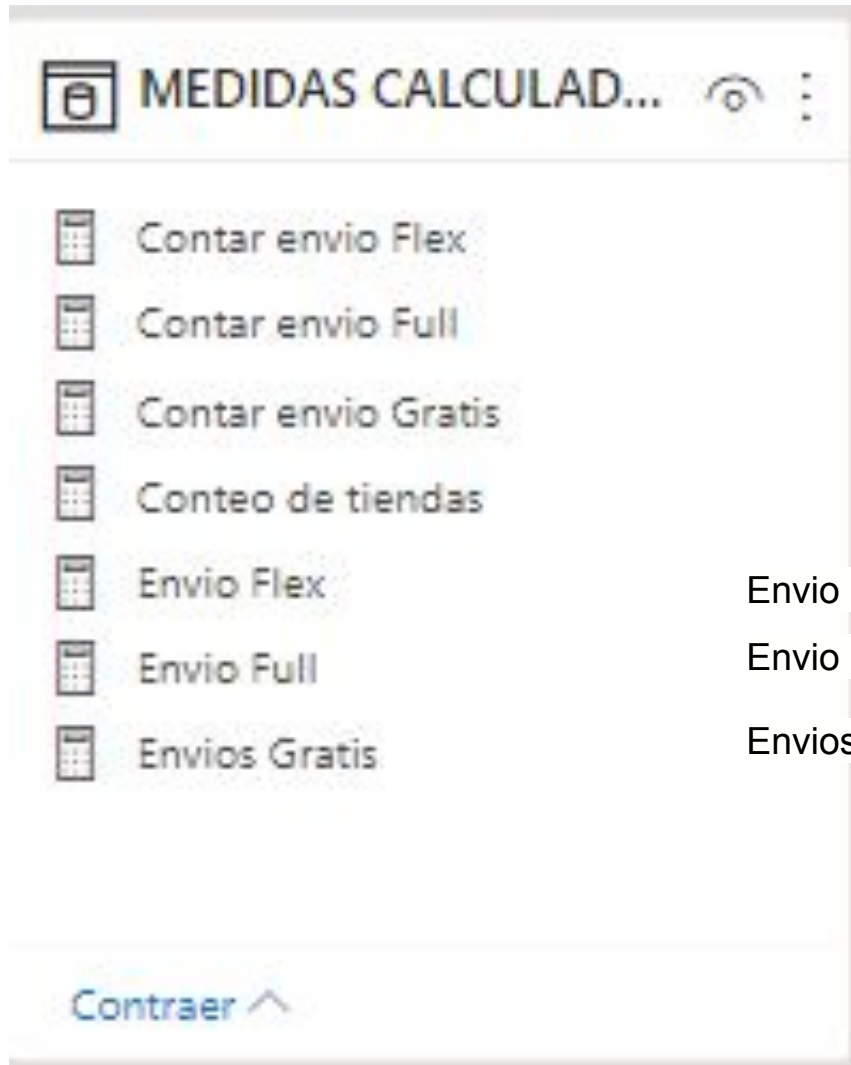 MEDIDAS CALCULAD...
Contar envio Flex
Contar envio Full
Contar envio Gratis
Conteo de tiendas
Envio Flex
Envio
Envio Full
Envio
Envios Gratis
Envios
Contraer